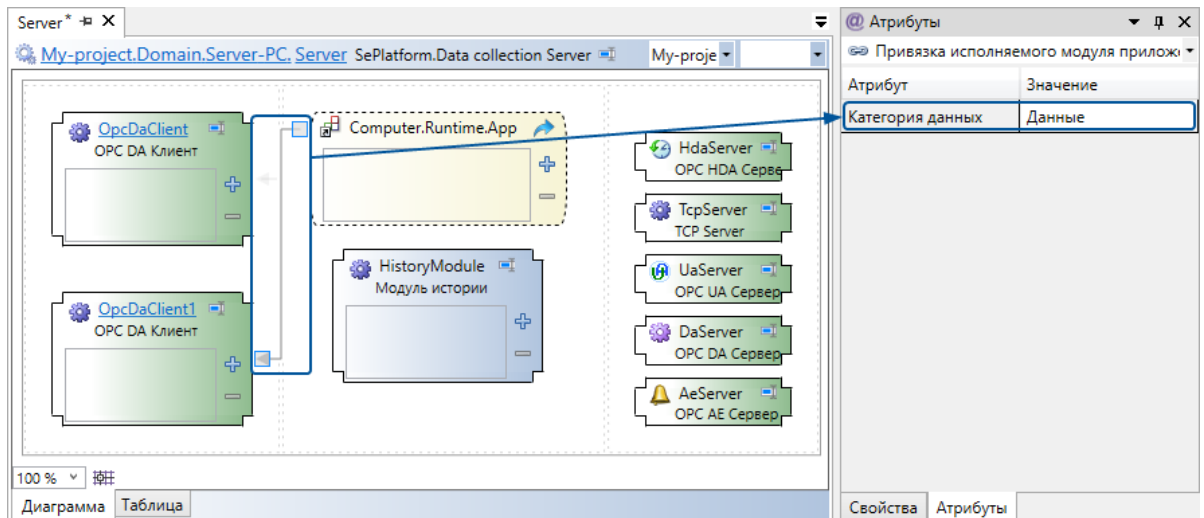 Server*
My-project.Domain.Server-PC. Server SePlatform.Data collection Server My-proje
OpcDaClient
OPC DA Клиент
Computer.Runtime.App
HdaServer
OPC HDA Серве
TcpServer
TCP Server
HistoryModule
Модуль истории
UaServer
OPC UA Сервер
OpcDaClient1
OPC DA Клиент
DaServer
OPC DA Сервер
AeServer
OPC AE Сервер
100 %
Диаграмма Таблица
Атрибуты
Привязка исполняемого модуля прилож
Атрибут Значение
Категория данных Данные
Свойства Атрибуты